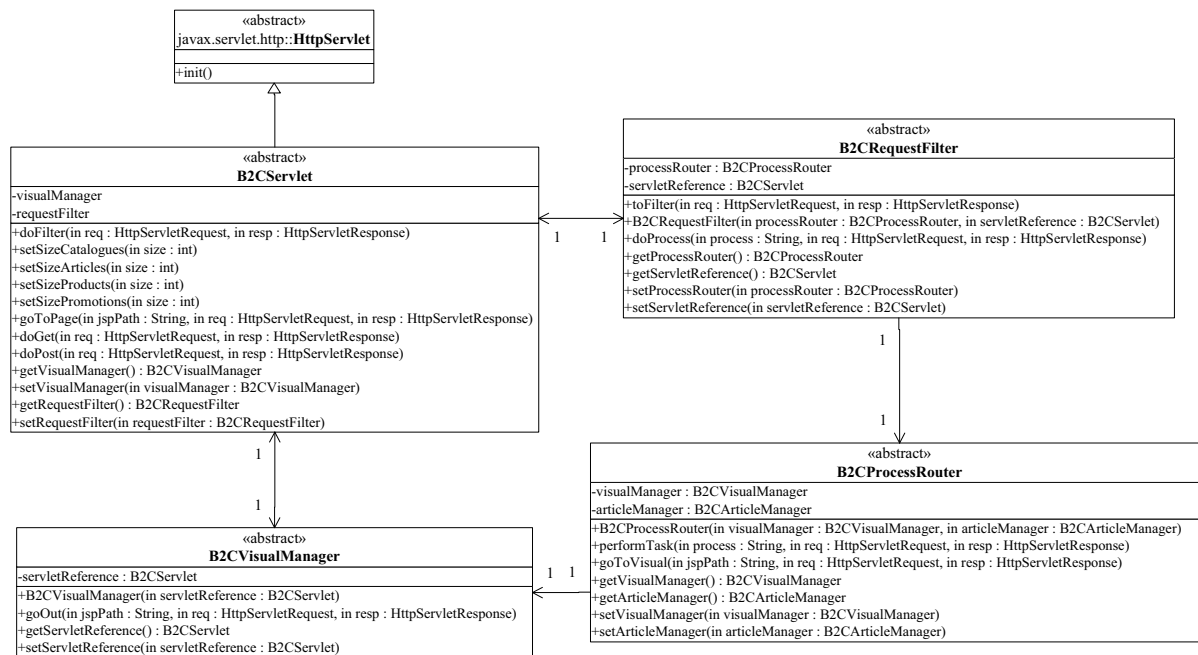 «abstract»
javax.servlet.http::HttpServlet
+init()
«abstract»
B2CServlet
-visualManager
-requestFilter
+doFilter(in req : HttpServletRequest, in resp : HttpServletResponse)
+setSizeCatalogues(in size : int)
+setSizeArticles(in size : int)
+setSizeProducts(in size : int)
+setSizePromotions(in size : int)
+goToPage(in jspPath : String, in req : HttpServletRequest, in resp : HttpServletResponse)
+doGet(in req : HttpServletRequest, in resp : HttpServletResponse)
+doPost(in req : HttpServletRequest, in resp : HttpServletResponse)
+getVisualManager() : B2CVisualManager
+setVisualManager(in visualManager : B2CVisualManager)
+getRequestFilter() : B2CRequestFilter
+setRequestFilter(in requestFilter : B2CRequestFilter)
1
1
«abstract»
B2CRequestFilter
-processRouter : B2CProcessRouter
-servletReference : B2CServlet
+toFilter(in req : HttpServletRequest, in resp : HttpServletResponse)
+B2CRequestFilter(in processRouter : B2CProcessRouter, in servletReference : B2CServlet)
+doProcess(in process : String, in req : HttpServletRequest, in resp : HttpServletResponse)
+getProcessRouter() : B2CProcessRouter
+getServletReference() : B2CServlet
+setProcessRouter(in processRouter : B2CProcessRouter)
+setServletReference(in servletReference : B2CServlet)
1
1
1
1
«abstract»
B2CVisualManager
-servletReference : B2CServlet
+B2CVisualManager(in servletReference : B2CServlet)
+goOut(in jspPath : String, in req : HttpServletRequest, in resp : HttpServletResponse)
+getServletReference() : B2CServlet
+setServletReference(in servletReference : B2CServlet)
1
1
«abstract»
B2CProcessRouter
-visualManager : B2CVisualManager
-articleManager : B2CArticleManager
+B2CProcessRouter(in visualManager : B2CVisualManager, in articleManager : B2CArticleManager)
+performTask(in process : String, in req : HttpServletRequest, in resp : HttpServletResponse)
+goToVisual(in jspPath : String, in req : HttpServletRequest, in resp : HttpServletResponse)
+getVisualManager() : B2CVisualManager
+getArticleManager() : B2CArticleManager
+setVisualManager(in visualManager : B2CVisualManager)
+setArticleManager(in articleManager : B2CArticleManager)